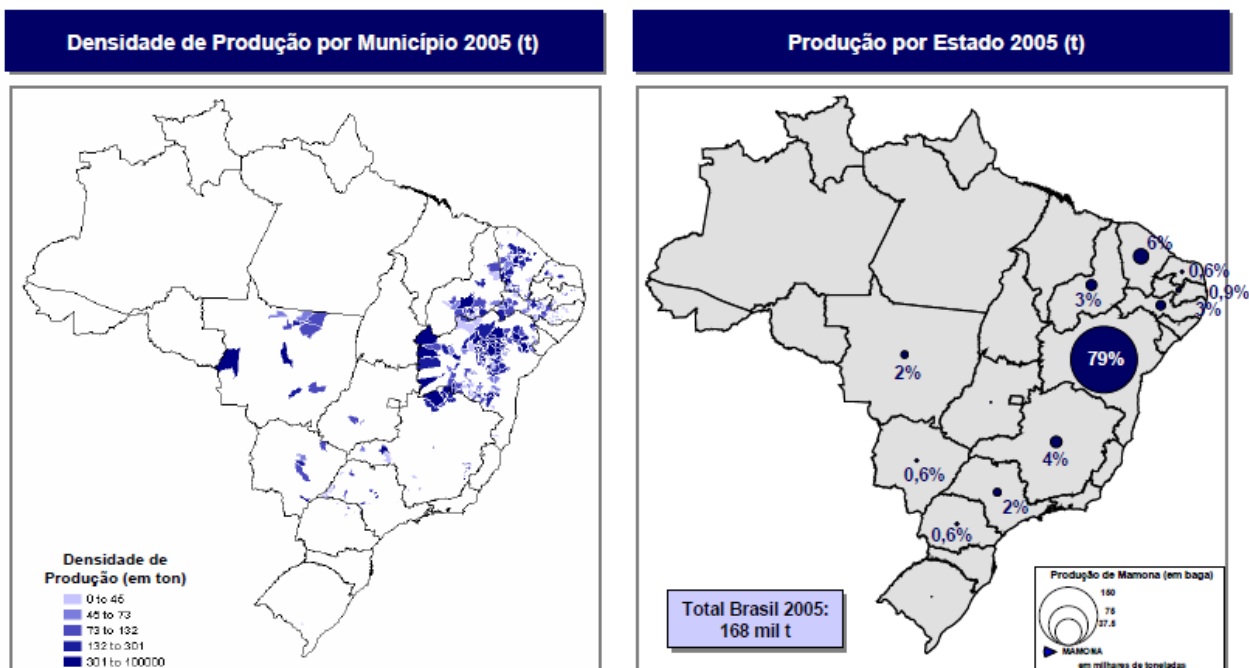 Densidade de Produção por Município 2005 (t)
Densidade de
Produção (em ton)
0 to 45
45 to 73
73 to 132
132 to 301
301 to 100000
Produção por Estado 2005 (t)
6%
0,6%
0,9%
3%
3%
79%
2%
4%
0,6%
2%
0,6%
Total Brasil 2005:
168 mil t
Produção de Mamona (em baga)
150
75
37.5
MAMONA
em milhares de toneladas